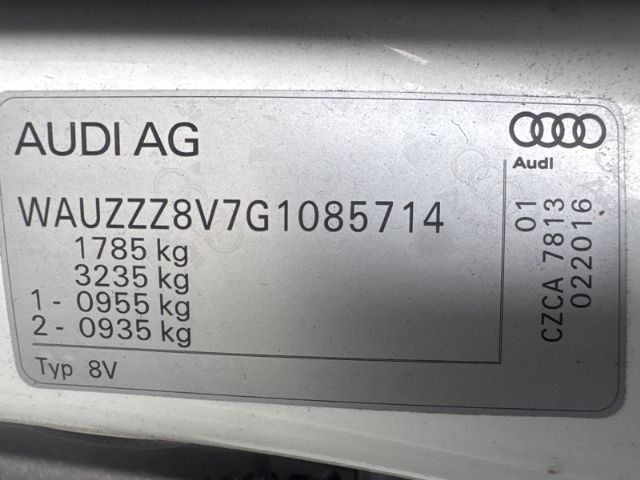 AUDI AG
Audi
WAUZZZ8V7G1085714
1785 kg
3235 kg
1 - 0955 kg
2 - 0935 kg
Typ 8V
01
CZCA 7813
022016